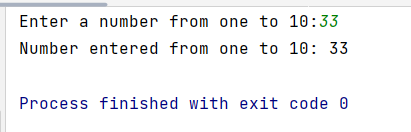 Enter a number from one to 10:33
Number entered from one to 10: 33
Process finished with exit code 0